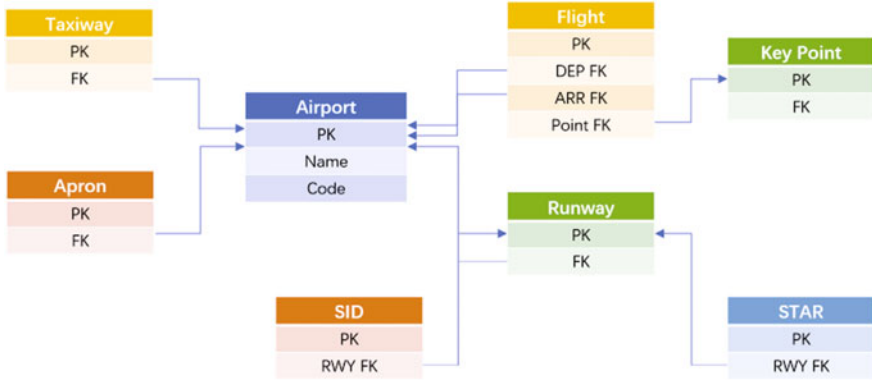 Taxiway
PK
FK
Flight
PK
DEP FK
ARR FK
Point FK
Key Point
PK
FK
Airport
PK
Name
Code
Apron
PK
FK
Runway
PK
FK
SID
PK
RWY FK
STAR
PK
RWY FK